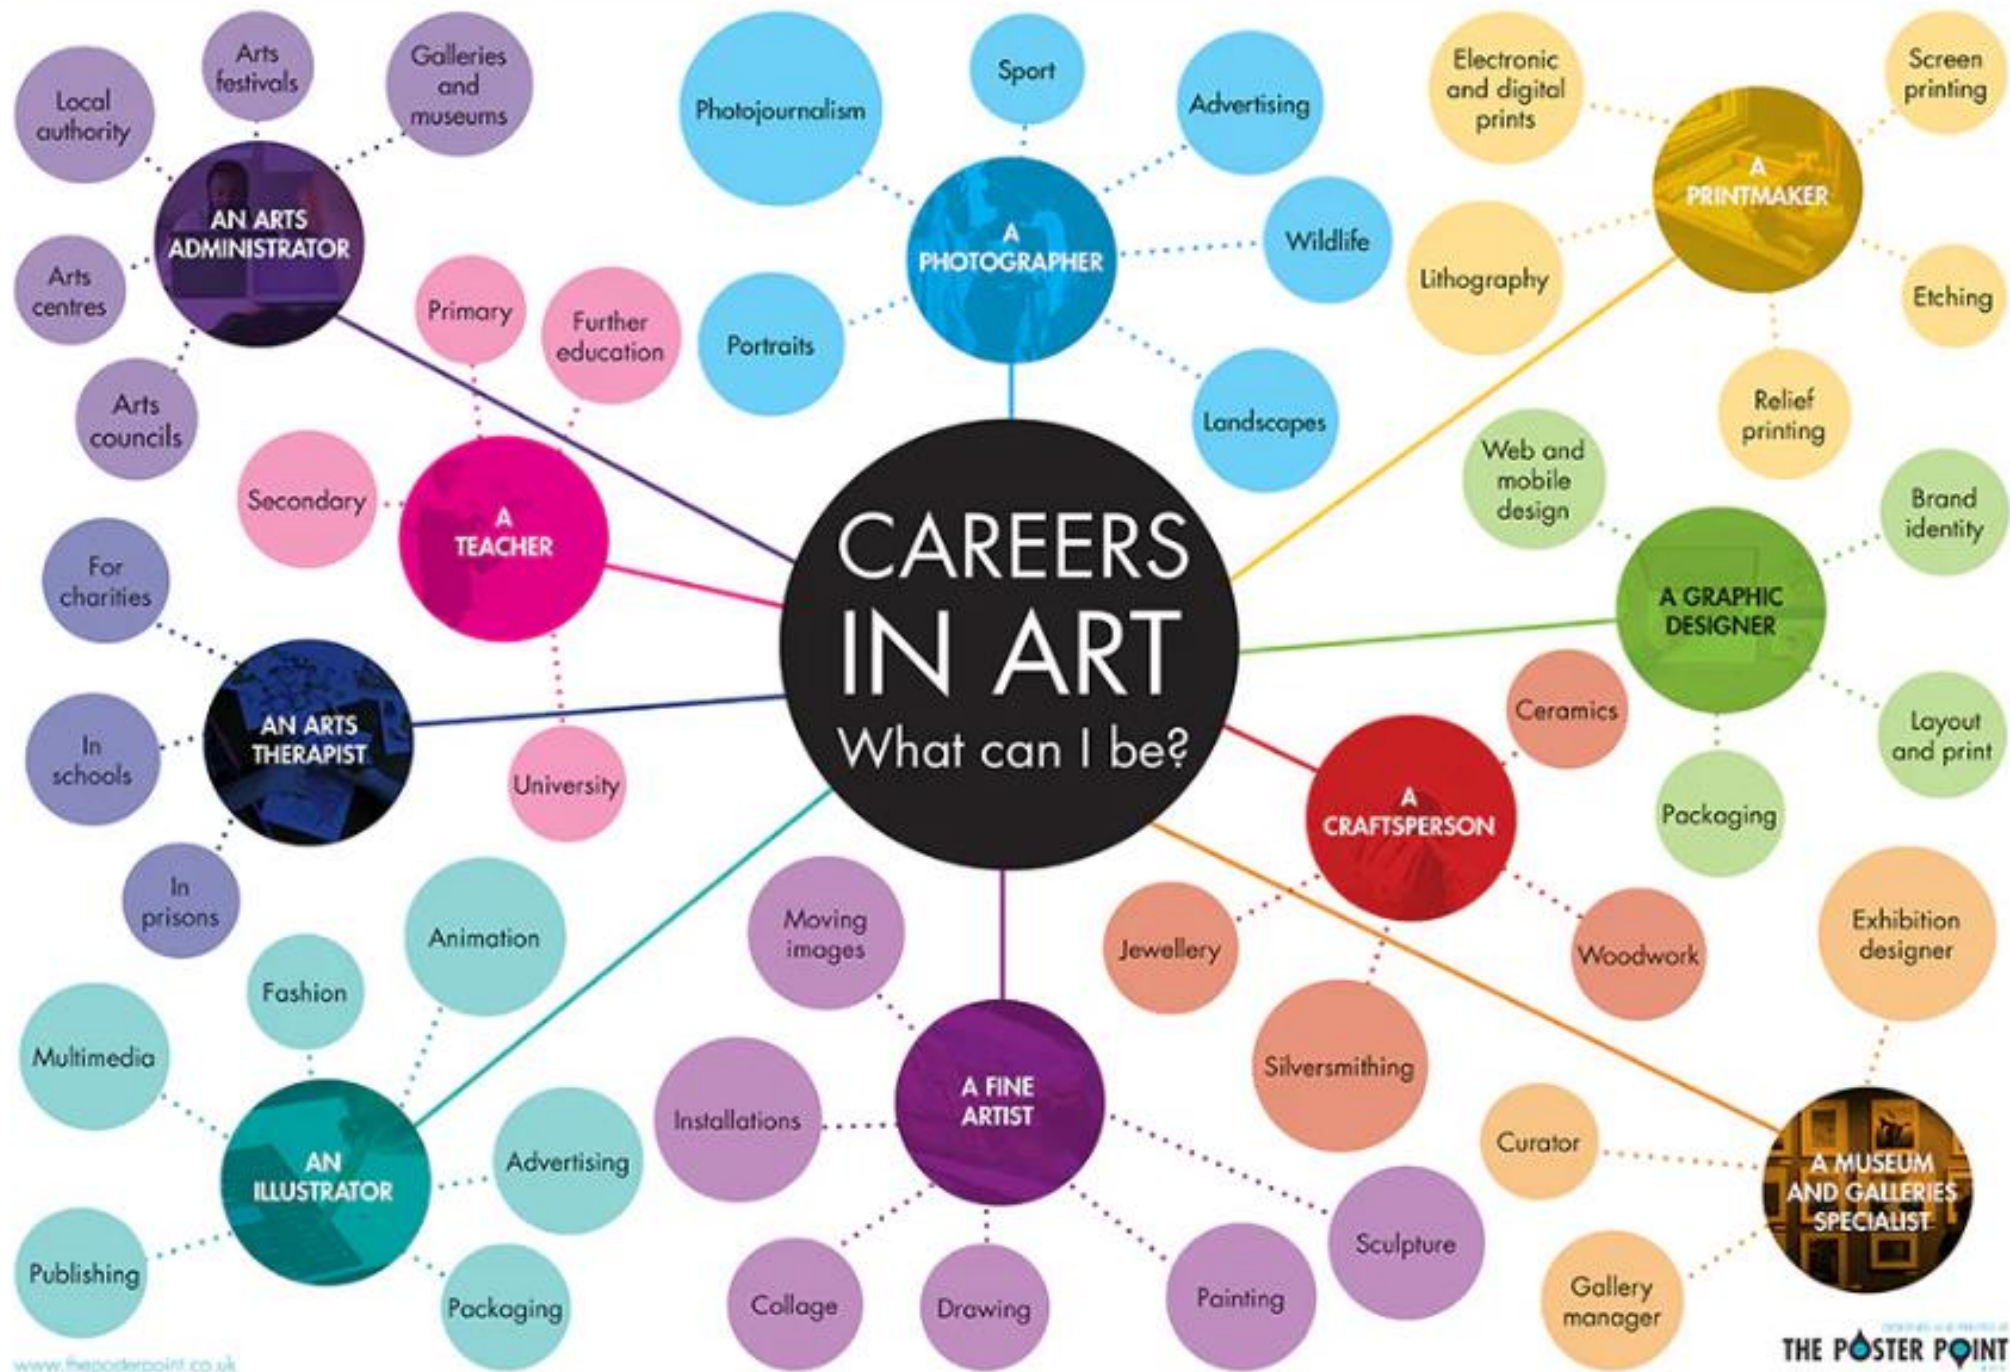 CAREERS
IN ART
What can I be?
AN ARTS
ADMINISTRATOR
Local
authority
Arts
festivals
Galleries
and
museums
Arts
centres
Arts
councils
A
TEACHER
Primary
Further
education
Secondary
University
A
PHOTOGRAPHER
Photojournalism
Sport
Advertising
Wildlife
Portraits
Landscapes
A
PRINTMAKER
Electronic
and digital
prints
Screen
printing
Lithography
Etching
Relief
printing
A GRAPHIC
DESIGNER
Web and
mobile
design
Brand
identity
Layout
and print
Packaging
AN ARTS
THERAPIST
For
charities
In
schools
In
prisons
A
CRAFTSPERSON
Ceramics
Jewellery
Woodwork
Silversmithing
AN
ILLUSTRATOR
Animation
Fashion
Multimedia
Advertising
Publishing
Packaging
A FINE
ARTIST
Moving
images
Installations
Collage
Drawing
Painting
Sculpture
A MUSEUM
AND GALLERIES
SPECIALIST
Exhibition
designer
Curator
Gallery
manager
www.theposterpoint.co.uk
THE POSTER POINT